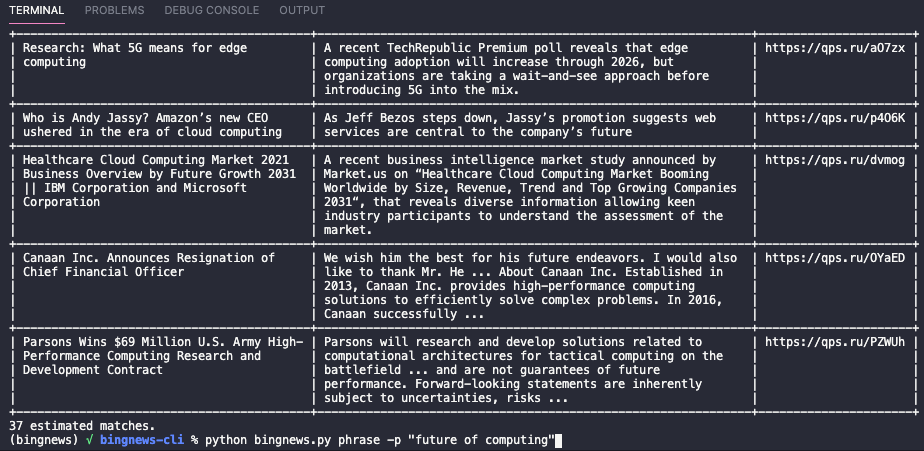 TERMINAL PROBLEMS DEBUG CONSOLE OUTPUT
Research: What 5G means for edge
computing
A recent TechRepublic Premium poll reveals that edge
computing adoption will increase through 2026, but
organizations are taking a wait-and-see approach before
introducing 5G into the mix.
https://qps.ru/aO7zx
Who is Andy Jassy? Amazon’s new CEO
ushered in the era of cloud computing
As Jeff Bezos steps down, Jassy’s promotion suggests web
services are central to the company’s future
https://qps.ru/p4O6K
Healthcare Cloud Computing Market 2021
Business Overview by Future Growth 2031
|| IBM Corporation and Microsoft
Corporation
A recent business intelligence market study announced by
Market.us on “Healthcare Cloud Computing Market Booming
Worldwide by Size, Revenue, Trend and Top Growing Companies
2031“, that reveals diverse information allowing keen
industry participants to understand the assessment of the
market.
https://qps.ru/dvmog
Canaan Inc. Announces Resignation of
Chief Financial Officer
We wish him the best for his future endeavors. I would also
like to thank Mr. He ... About Canaan Inc. Established in
2013, Canaan Inc. provides high-performance computing
solutions to efficiently solve complex problems. In 2016,
Canaan successfully ...
https://qps.ru/OYaED
Parsons Wins $69 Million U.S. Army High-
Performance Computing Research and
Development Contract
Parsons will research and develop solutions related to
computational architectures for tactical computing on the
battlefield ... and are not guarantees of future
performance. Forward-looking statements are inherently
subject to uncertainties, risks ...
https://qps.ru/PZWUh
37 estimated matches.
(bingnews) √ bingnews-cli % python bingnews.py phrase -p "future of computing"